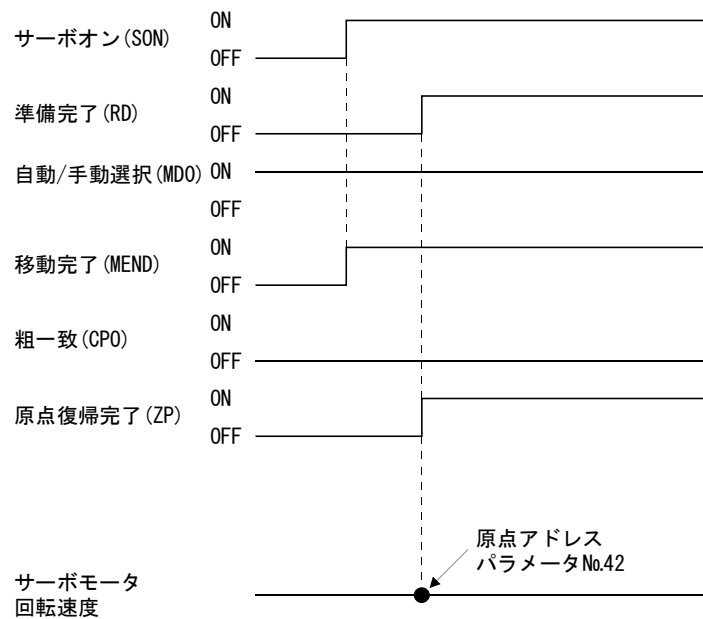 サーボオン(SON) ON
OFF
準備完了(RD) ON
OFF
自動/手動選択(MD0) ON
OFF
移動完了(MEND) ON
OFF
粗一致(CPO) ON
OFF
原点復帰完了(ZP) ON
OFF
原点アドレス
パラメータ№42
サーボモータ
回転速度